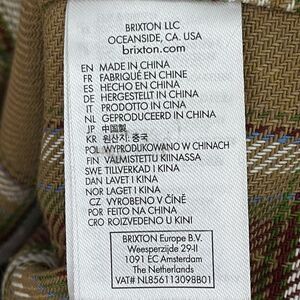 BRIXTON LLC
OCEANSIDE, CA. USA
brixton.com
EN MADE IN CHINA
FR FABRIQUÉ EN CHINE
ES HECHO EN CHINA
DE HERGESTELLT IN CHINA
IT PRODOTTO IN CINA
NL GEPRODUCEERD IN CHINA
JP 中国製
KR 원산지: 중국
POL WYPRODUKOWANO W CHINACH
FIN VALMISTETTU KIINASSA
SWE TILLVERKAD I KINA
DAN LAVET I KINA
NOR LAGET I KINA
CZ VYROBENO V ČÍNĚ
POR FEITO NA CHINA
CRO ROIZVEDENO U KINI
BRIXTON Europe B.V.
Weesperzijde 29-II
1091 EC Amsterdam
The Netherlands
VAT# NL856113098B01